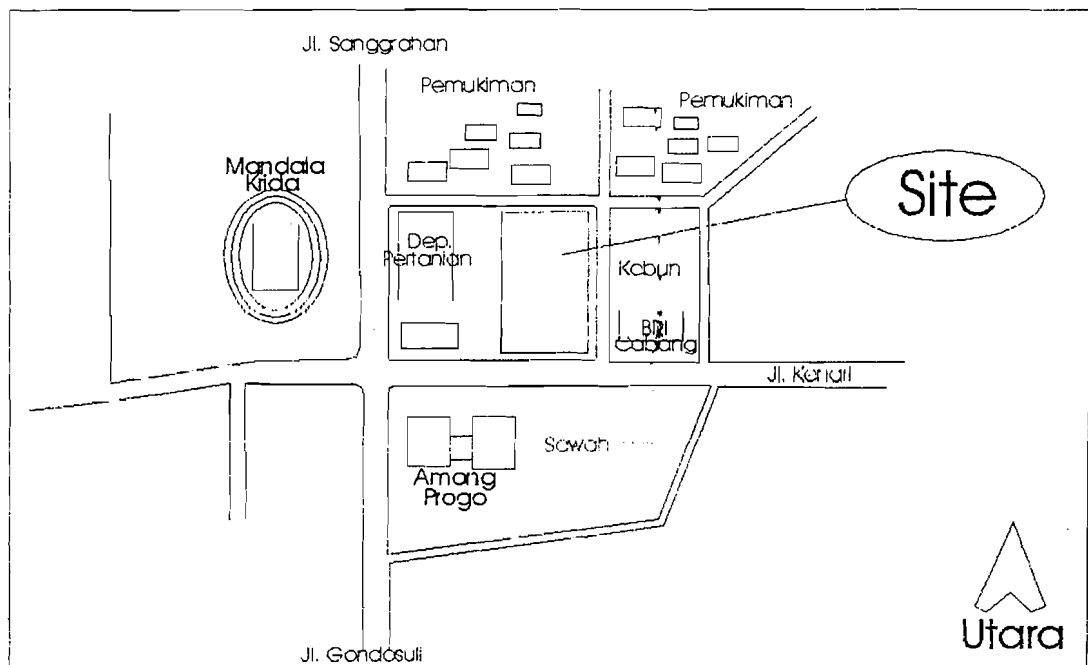 Jl. Sanggrahan
Pemukiman
Pemukiman
Mandala
Krida
Site
Dep.
Pertanian
Kebun
BRI
Cabang
Jl. Kenari
Sawah
Amang
Progo
Utara
Jl. Gondosuli